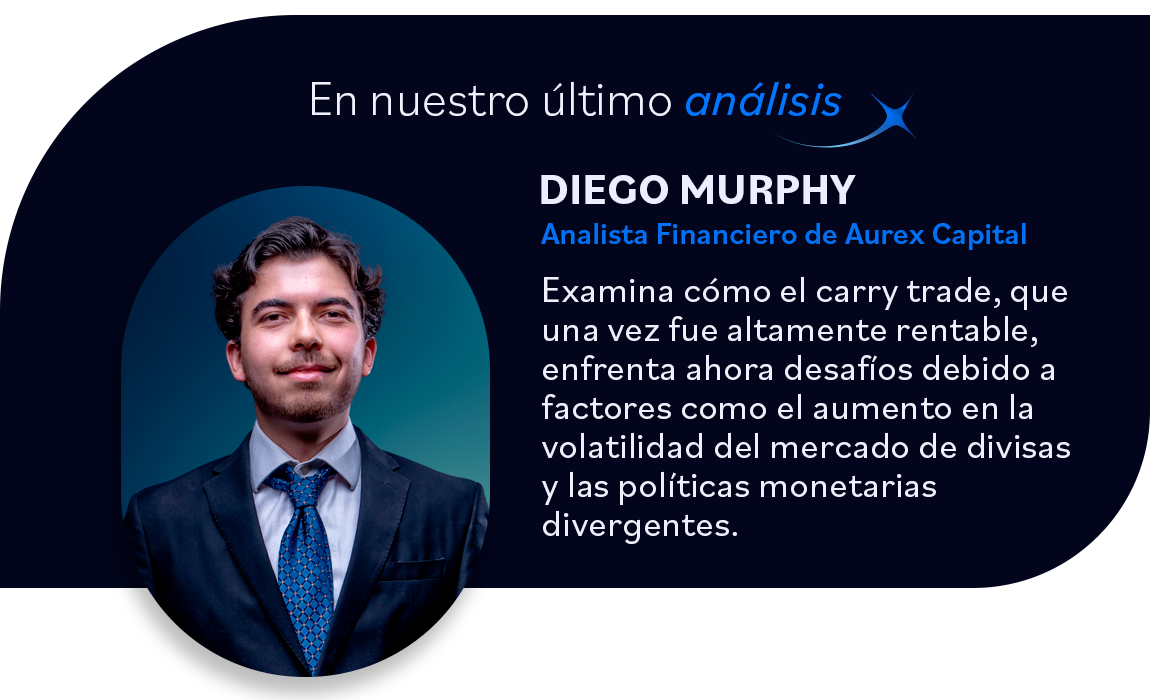 En nuestro último análisis
DIEGO MURPHY
Analista Financiero de Aurex Capital
Examina cómo el carry trade, que
una vez fue altamente rentable,
enfrenta ahora desafíos debido a
factores como el aumento en la
volatilidad del mercado de divisas
y las políticas monetarias
divergentes.